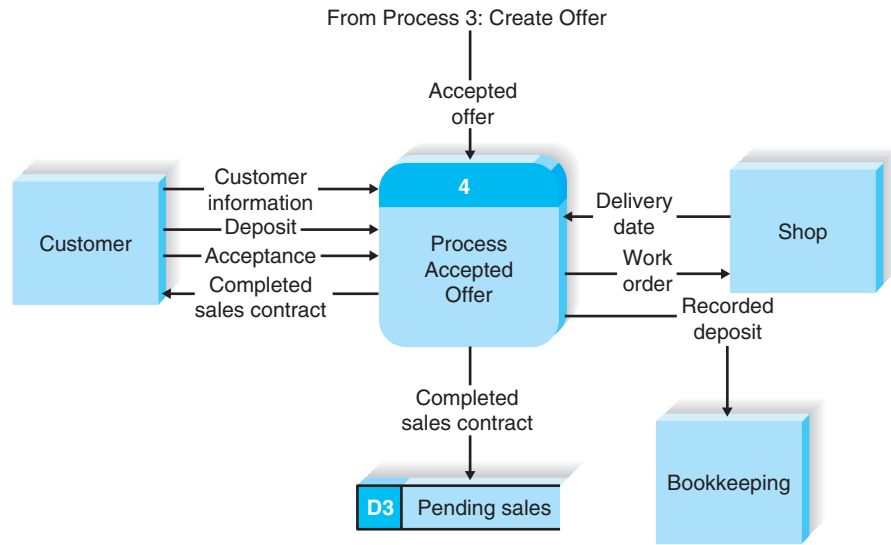 From Process 3: Create Offer
Accepted
offer
Customer
information
Deposit
Acceptance
Completed
sales contract
Customer
4
Process
Accepted
Offer
Delivery
date
Work
order
Shop
Recorded
deposit
Completed
sales contract
Bookkeeping
D3 Pending sales